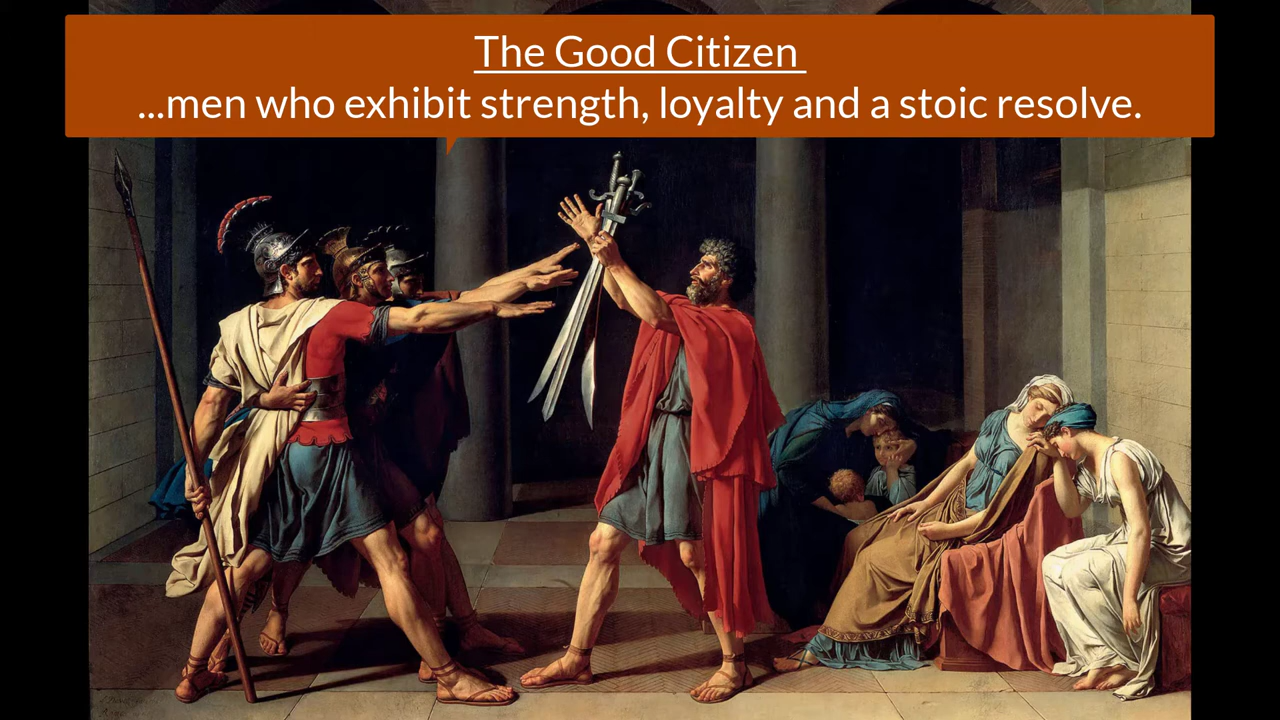 The Good Citizen
...men who exhibit strength, loyalty and a stoic resolve.